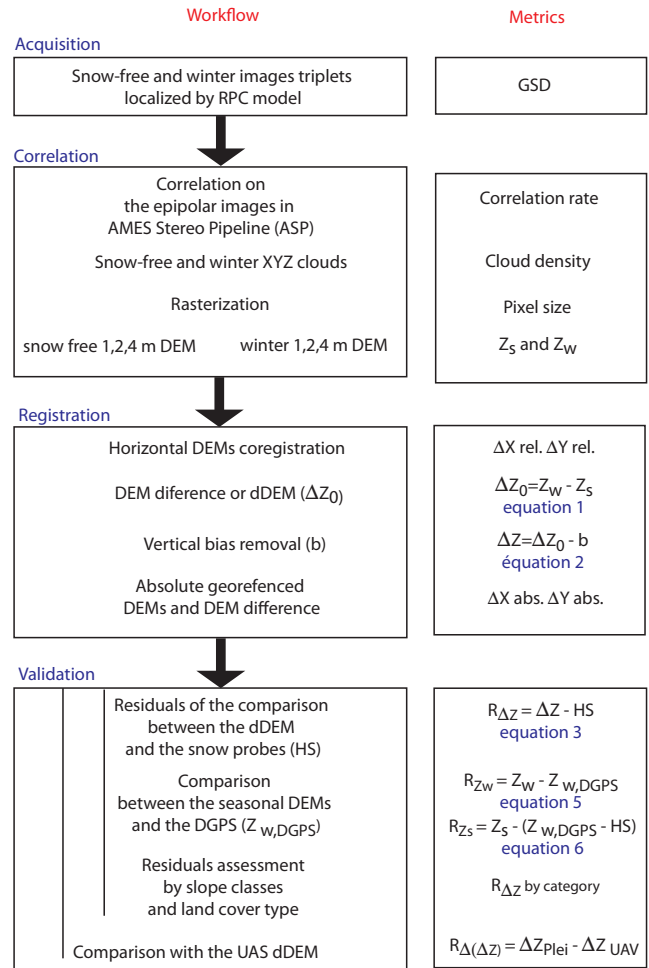 Workflow
Metrics
Acquisition
Snow-free and winter images triplets
localized by RPC model
GSD
Correlation
Correlation on
the epipolar images in
AMES Stereo Pipeline (ASP)
Correlation rate
Snow-free and winter XYZ clouds
Cloud density
Rasterization
Pixel size
snow free 1,2,4 m DEM winter 1,2,4 m DEM
Zs and Zw
Registration
Horizontal DEMs coregistration
ΔX rel. ΔY rel.
DEM diference or dDEM (ΔZ0)
ΔZ0=Zw - Zs
equation 1
Vertical bias removal (b)
ΔZ=ΔZ0 - b
équation 2
Absolute georefenced
DEMs and DEM difference
ΔX abs. ΔY abs.
Validation
Residuals of the comparison
between the dDEM
and the snow probes (HS)
RΔZ = ΔZ - HS
equation 3
Comparison
between the seasonal DEMs
and the DGPS (Z w,DGPS)
RZw = Zw - Z w,DGPS
equation 5
RZs = Zs - (Z w,DGPS - HS)
equation 6
Residuals assessment
by slope classes
and land cover type
RΔZ by category
Comparison with the UAS dDEM
RΔ(ΔZ) = ΔZPlei - ΔZ UAV